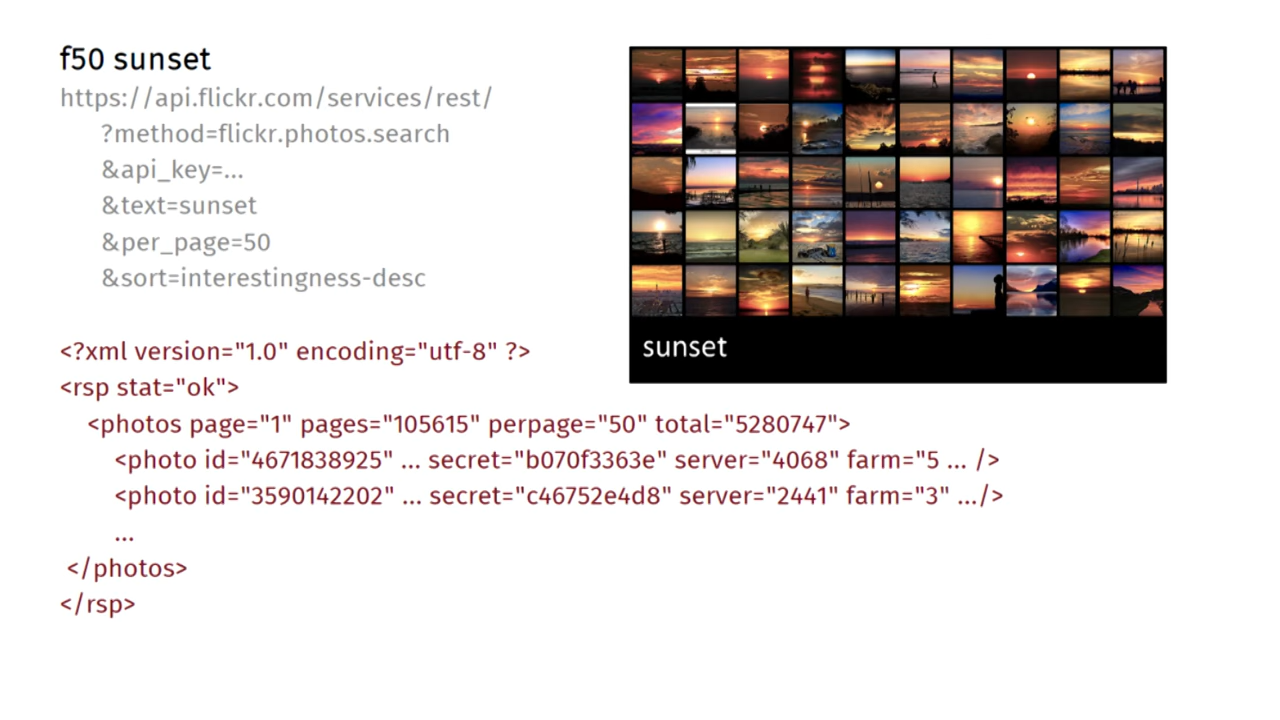 f50 sunset
https://api.flickr.com/services/rest/
?method=flickr.photos.search
&api_key=...
&text=sunset
&per_page=50
&sort=interestingness-desc
sunset
<?xml version="1.0" encoding="utf-8" ?>
<rsp stat="ok">
<photos page="1" pages="105615" perpage="50" total="5280747">
<photo id="4671838925" ... secret="b070f3363e" server="4068" farm="5 ... />
<photo id="3590142202" ... secret="c46752e4d8" server="2441" farm="3" .../>
...
</photos>
</rsp>